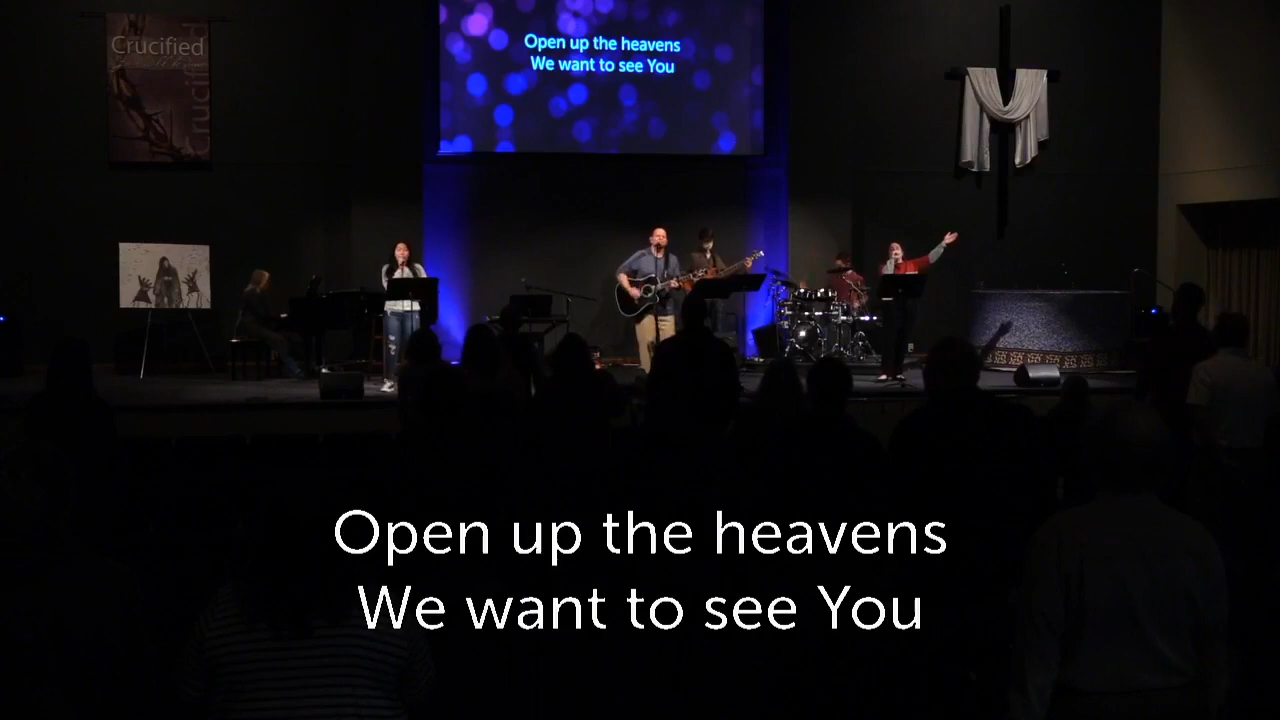 Crucified
Crucified
Open up the heavens
We want to see You
Open up the heavens
We want to see You